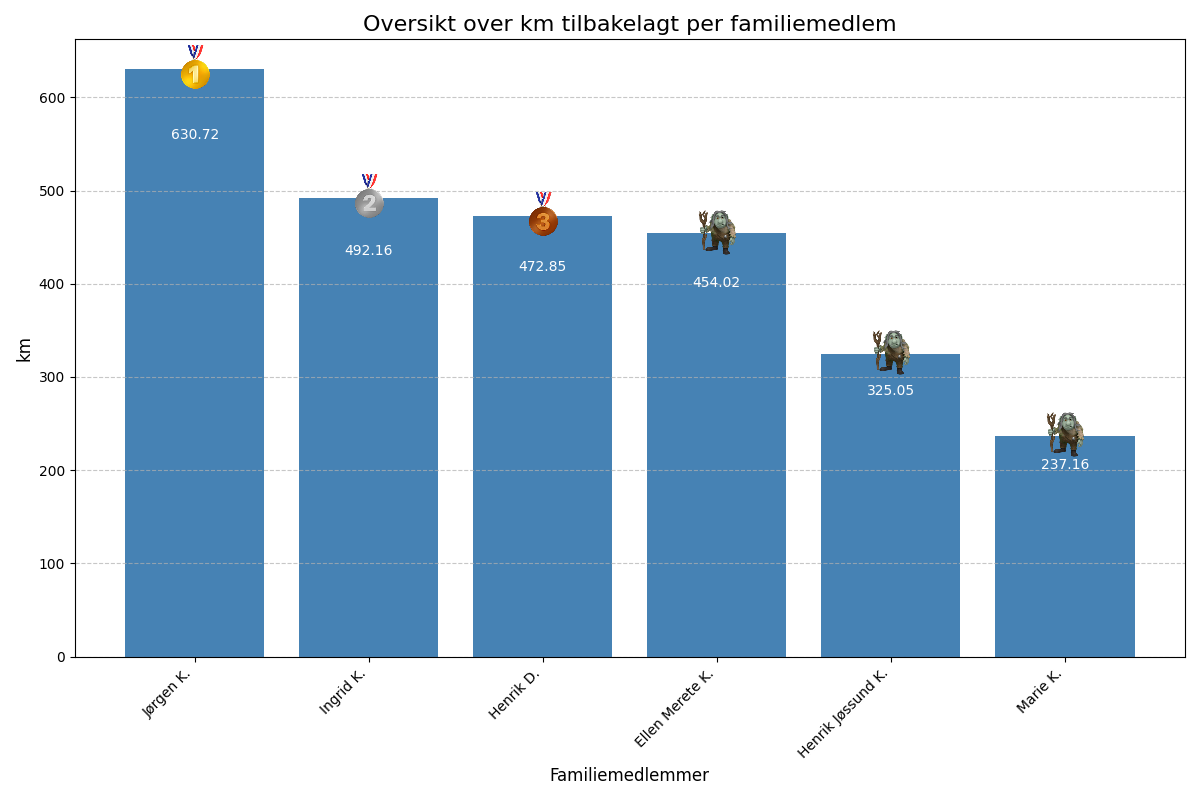 Oversikt over km tilbakelagt per familiemedlem
km
600
500
400
300
200
100
0
1
2
3
630.72
492.16
472.85
454.02
325.05
237.16
Jørgen K.
Ingrid K.
Henrik D.
Ellen Merete K.
Henrik Jøssund K.
Marie K.
Familiemedlemmer